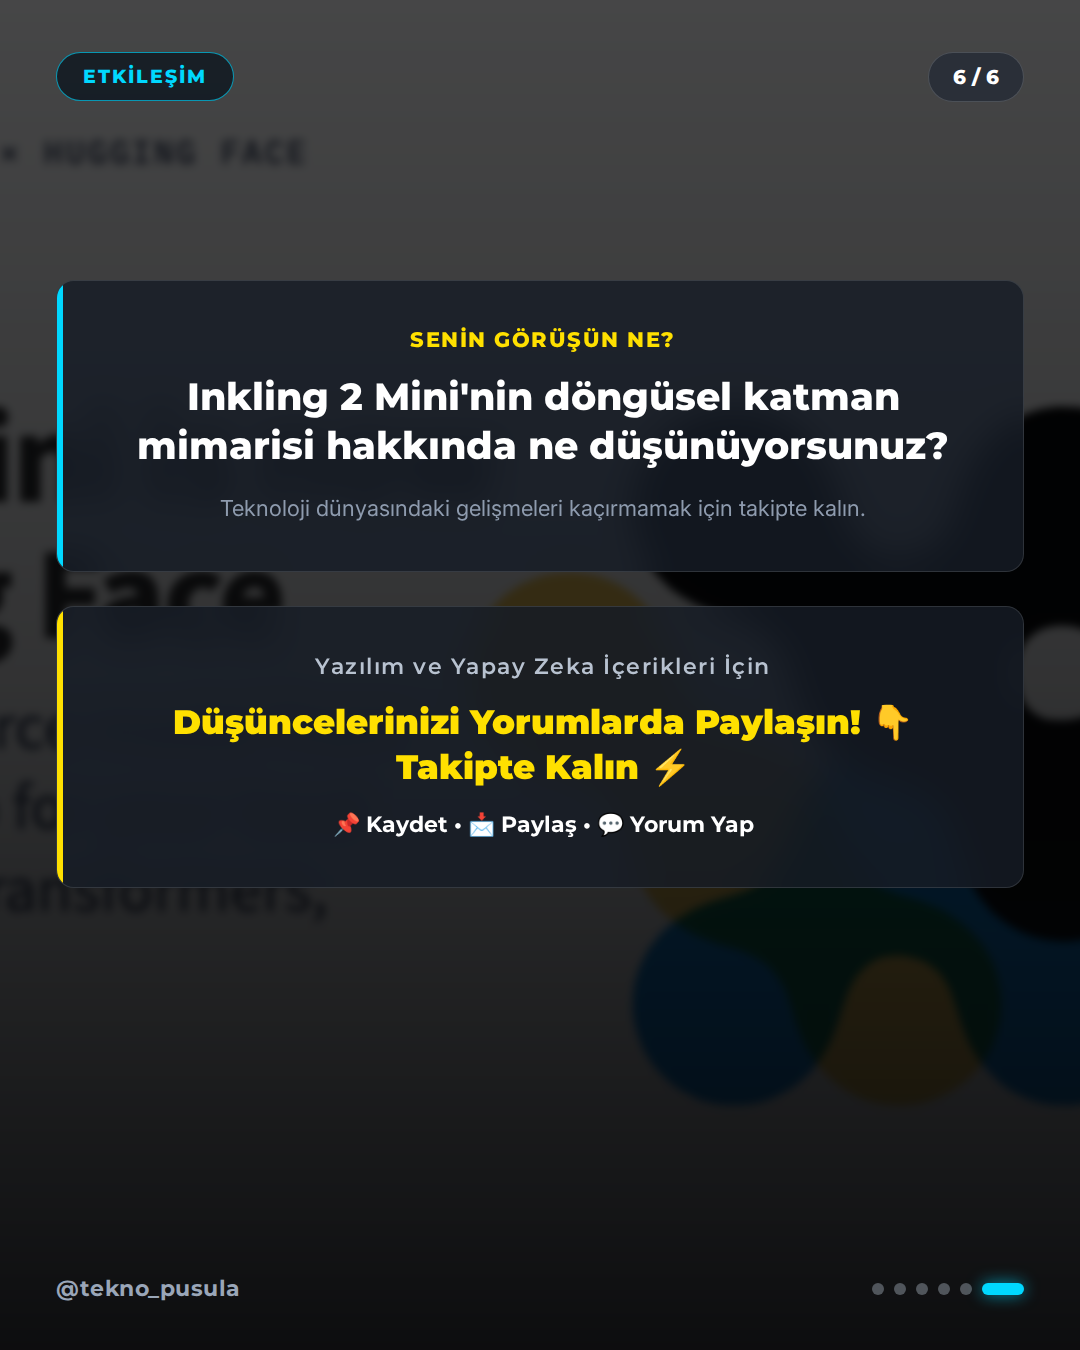 ETKİLEŞİM
6 / 6
• HUGGING FACE
SENİN GÖRÜŞÜN NE?
Inkling 2 Mini'nin döngüsel katman
mimarisi hakkında ne düşünüyorsunuz?
Teknoloji dünyasındaki gelişmeleri kaçırmamak için takipte kalın.
Face
Yazılım ve Yapay Zeka İçerikleri İçin
Düşüncelerinizi Yorumlarda Paylaşın! 👇
Takipte Kalın ⚡
📌 Kaydet • 📩 Paylaş • 💬 Yorum Yap
@tekno_pusula